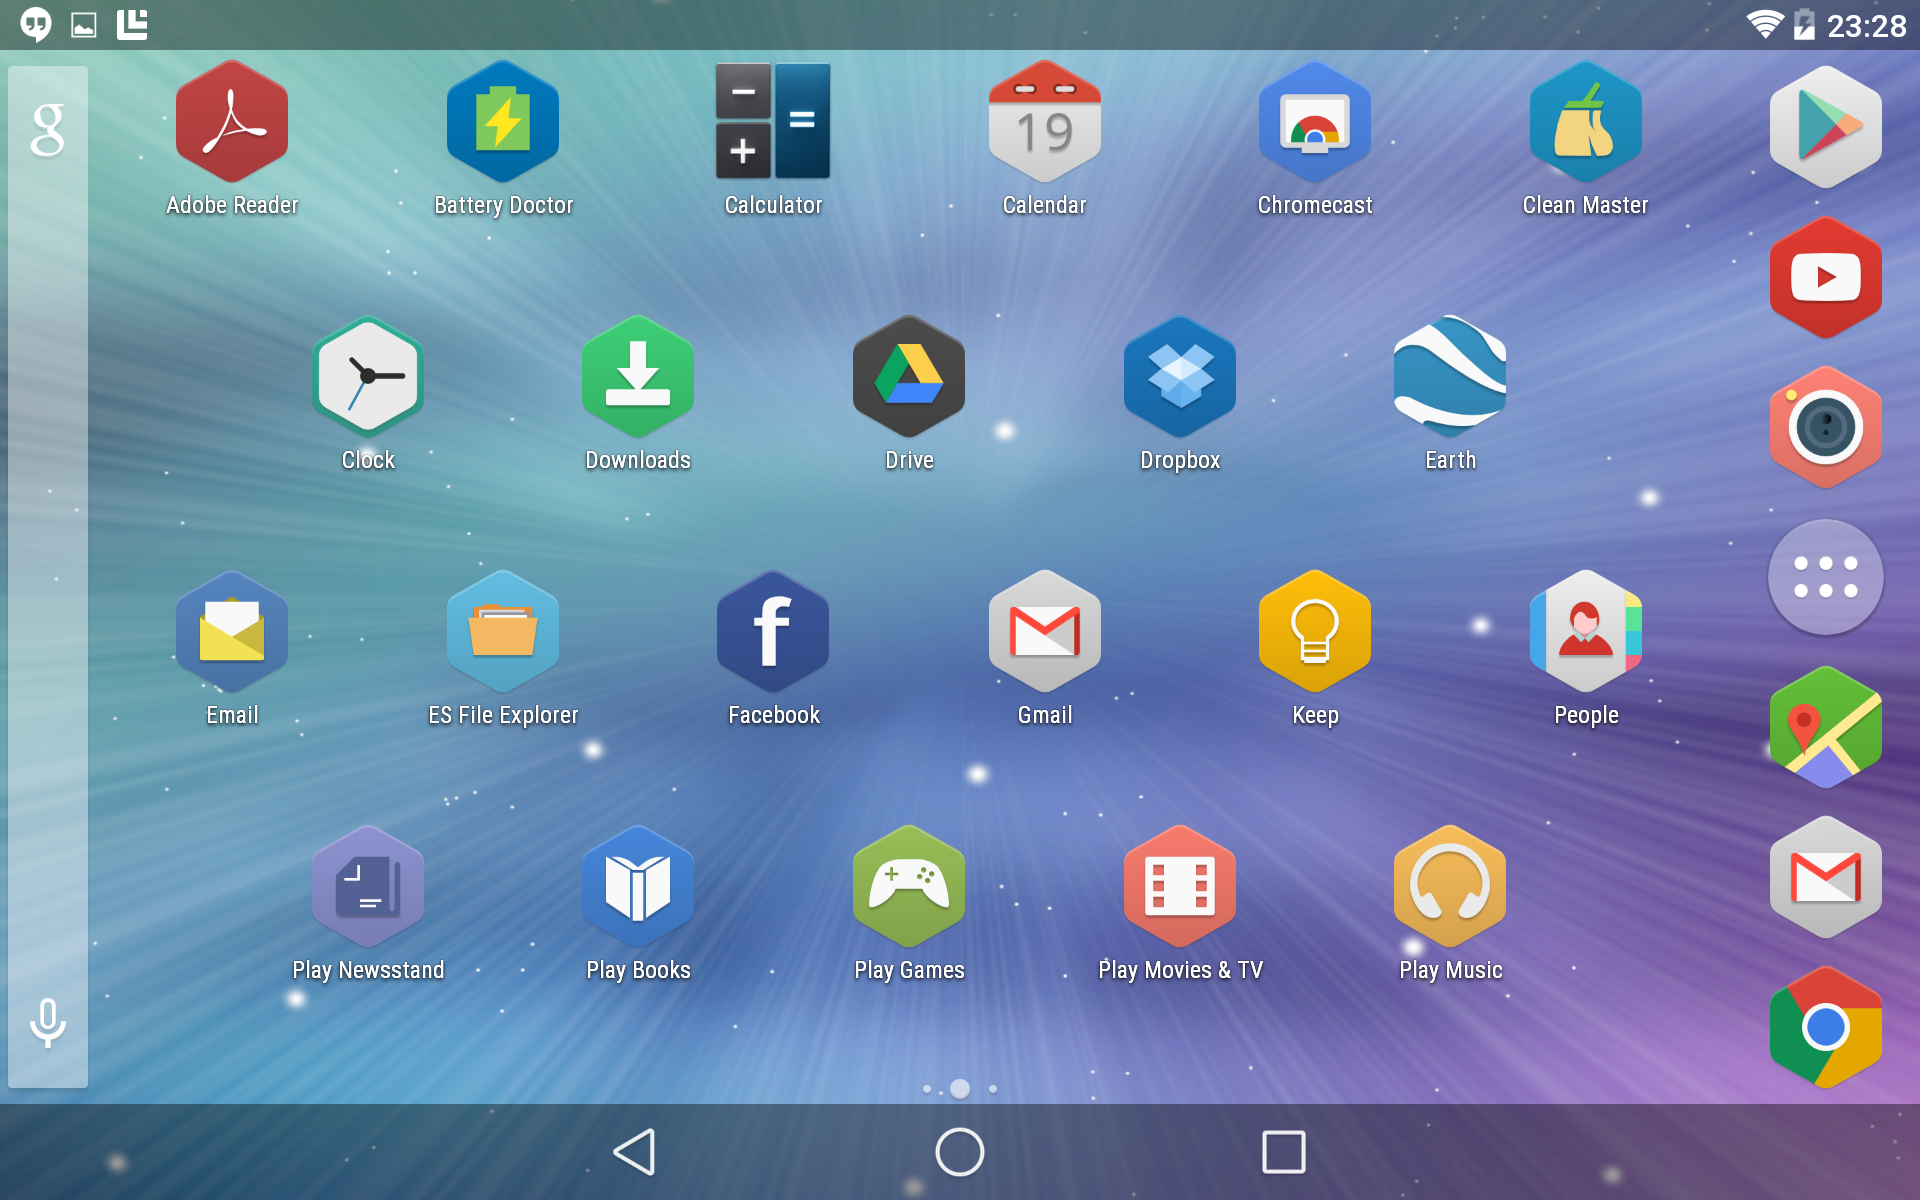 23:28
g
− = +
19
Adobe Reader Battery Doctor Calculator Calendar Chromecast Clean Master
Clock Downloads Drive Dropbox Earth
f
Email ES File Explorer Facebook Gmail Keep People
Play Newsstand Play Books Play Games Play Movies & TV Play Music